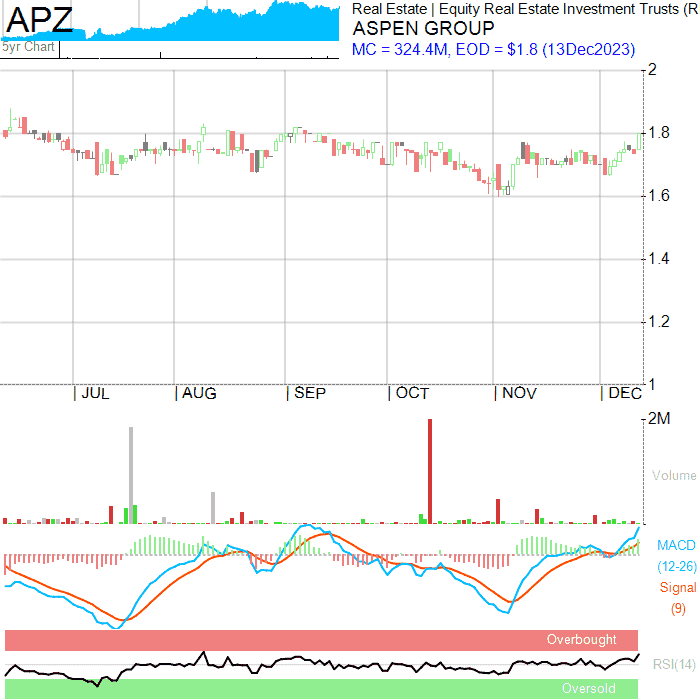 APZ
5yr Chart
Real Estate | Equity Real Estate Investment Trusts (R
ASPEN GROUP
MC = 324.4M, EOD = $1.8 (13Dec2023)
2
1.8
1.6
1.4
1.2
1
| JUL | AUG | SEP | OCT | NOV | DEC
2M
Volume
MACD
(12-26)
Signal
(9)
Overbought
RSI(14)
Oversold